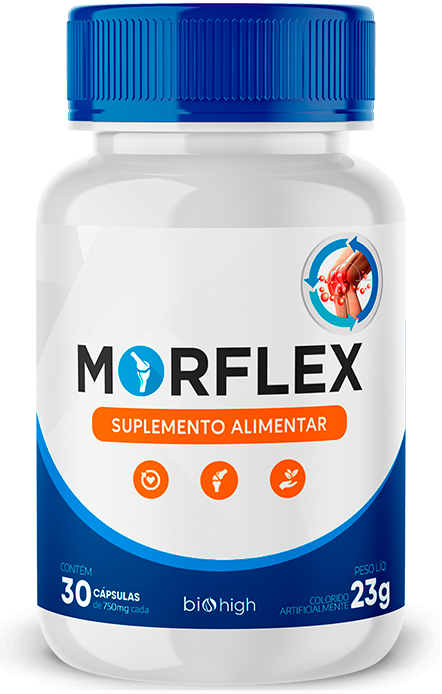 MORFLEX
SUPLEMENTO ALIMENTAR
CONTÉM
30 CÁPSULAS
de 750mg cada
biohigh
PESO LÍQ
COLORIDO
ARTIFICIALMENTE
23g